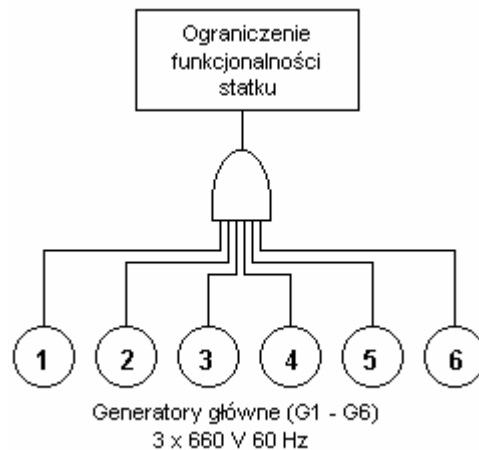 Ograniczenie
funkcjonalności
statku
1 2 3 4 5 6
Generatory główne (G1 - G6)
3 x 660 V 60 Hz